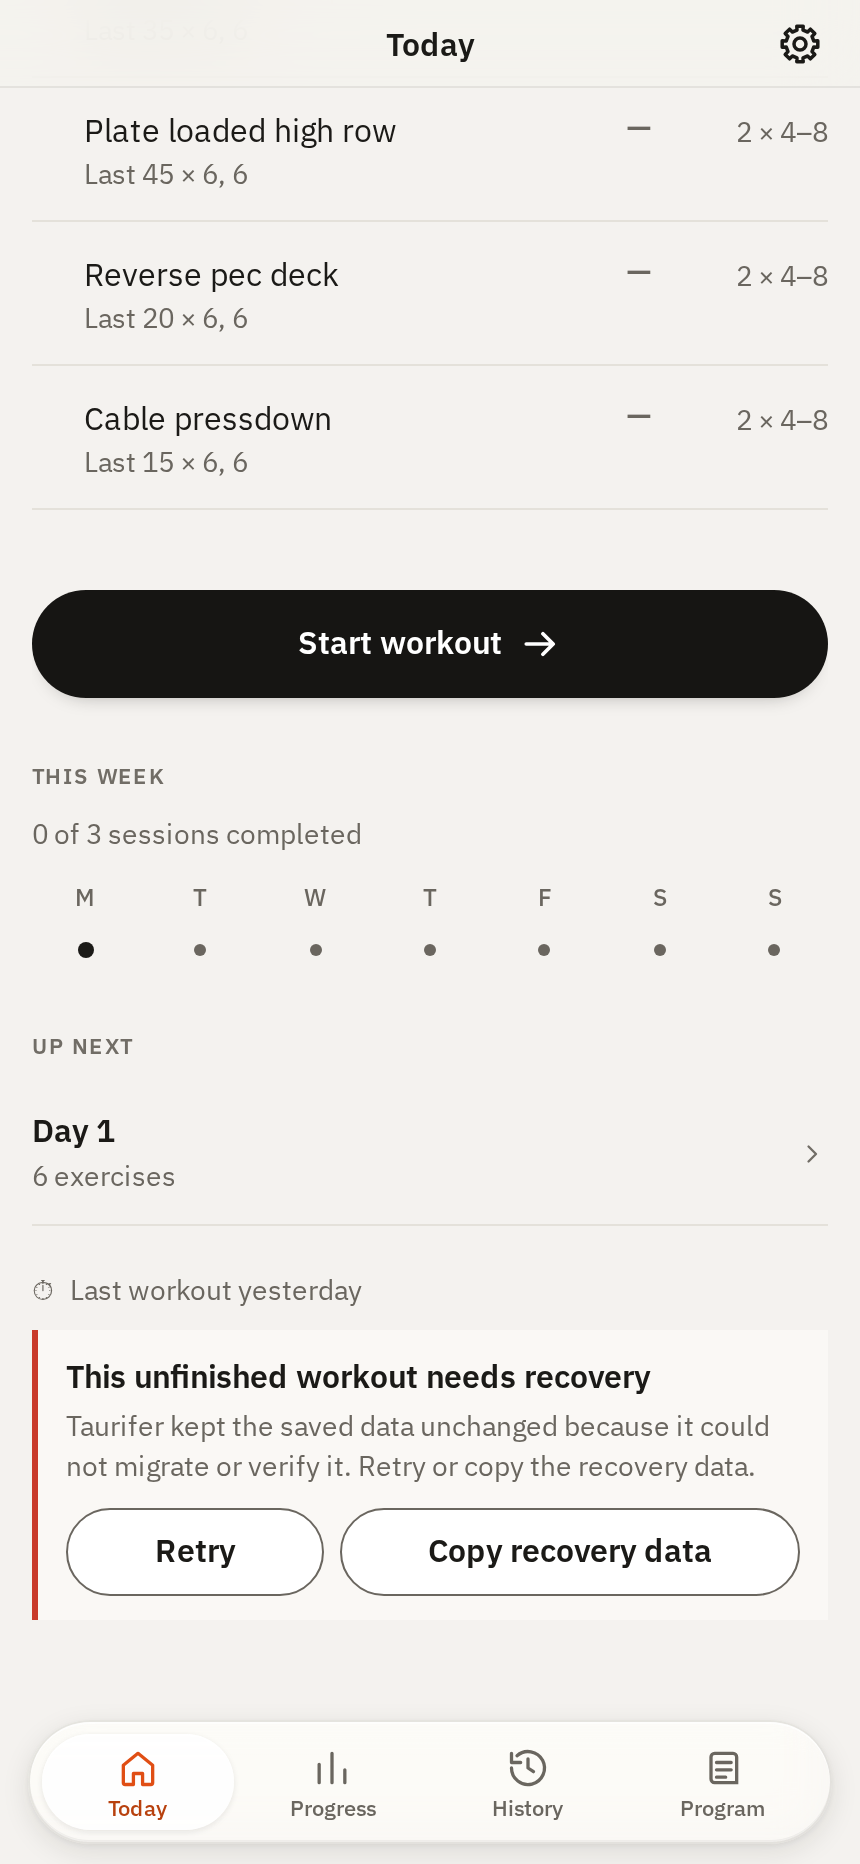 Last 35 × 6, 6
Today
Plate loaded high row
—
2 × 4–8
Last 45 × 6, 6
Reverse pec deck
—
2 × 4–8
Last 20 × 6, 6
Cable pressdown
—
2 × 4–8
Last 15 × 6, 6
Start workout →
THIS WEEK
0 of 3 sessions completed
M T W T F S S
UP NEXT
Day 1
6 exercises
Last workout yesterday
This unfinished workout needs recovery
Taurifer kept the saved data unchanged because it could
not migrate or verify it. Retry or copy the recovery data.
Retry
Copy recovery data
Today
Progress
History
Program